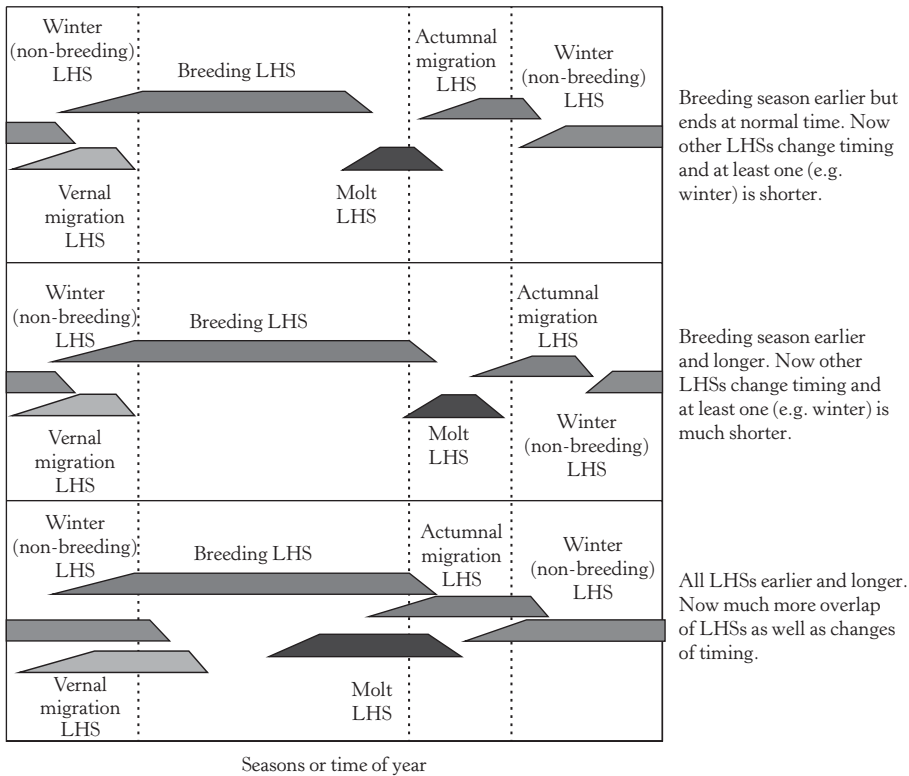 Winter
(non-breeding)
LHS
Breeding LHS
Actumnal
migration
LHS
Winter
(non-breeding)
LHS
Vernal
migration
LHS
Molt
LHS
Breeding season earlier but
ends at normal time. Now
other LHSs change timing
and at least one (e.g.
winter) is shorter.
Winter
(non-breeding)
LHS
Breeding LHS
Actumnal
migration
LHS
Vernal
migration
LHS
Molt
LHS
Winter
(non-breeding)
LHS
Breeding season earlier
and longer. Now other
LHSs change timing and
at least one (e.g. winter) is
much shorter.
Winter
(non-breeding)
LHS
Breeding LHS
Actumnal
migration
LHS
Winter
(non-breeding)
LHS
Vernal
migration
LHS
Molt
LHS
All LHSs earlier and longer.
Now much more overlap
of LHSs as well as changes
of timing.
Seasons or time of year